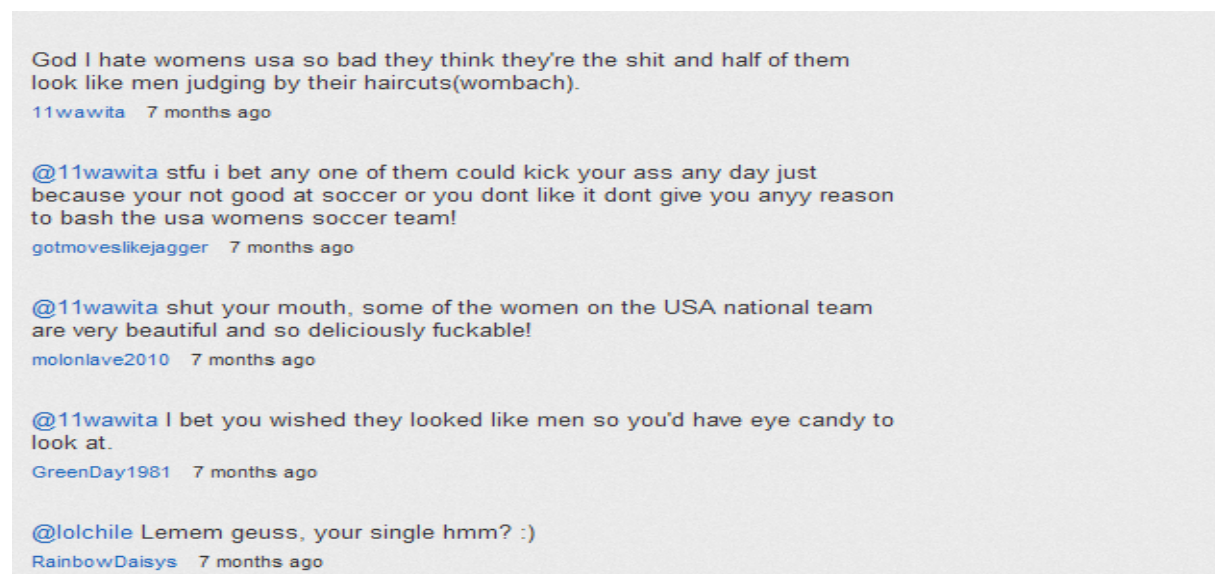 God I hate womens usa so bad they think they're the shit and half of them
look like men judging by their haircuts(wombach).
11wawita 7 months ago
@11wawita stfu i bet any one of them could kick your ass any day just
because your not good at soccer or you dont like it dont give you anyy reason
to bash the usa womens soccer team!
gotmoveslikejagger 7 months ago
@11wawita shut your mouth, some of the women on the USA national team
are very beautiful and so deliciously fuckable!
molonlave2010 7 months ago
@11wawita I bet you wished they looked like men so you'd have eye candy to
look at.
GreenDay1981 7 months ago
@lolchile Lemem geuss, your single hmm? :)
RainbowDaisys 7 months ago